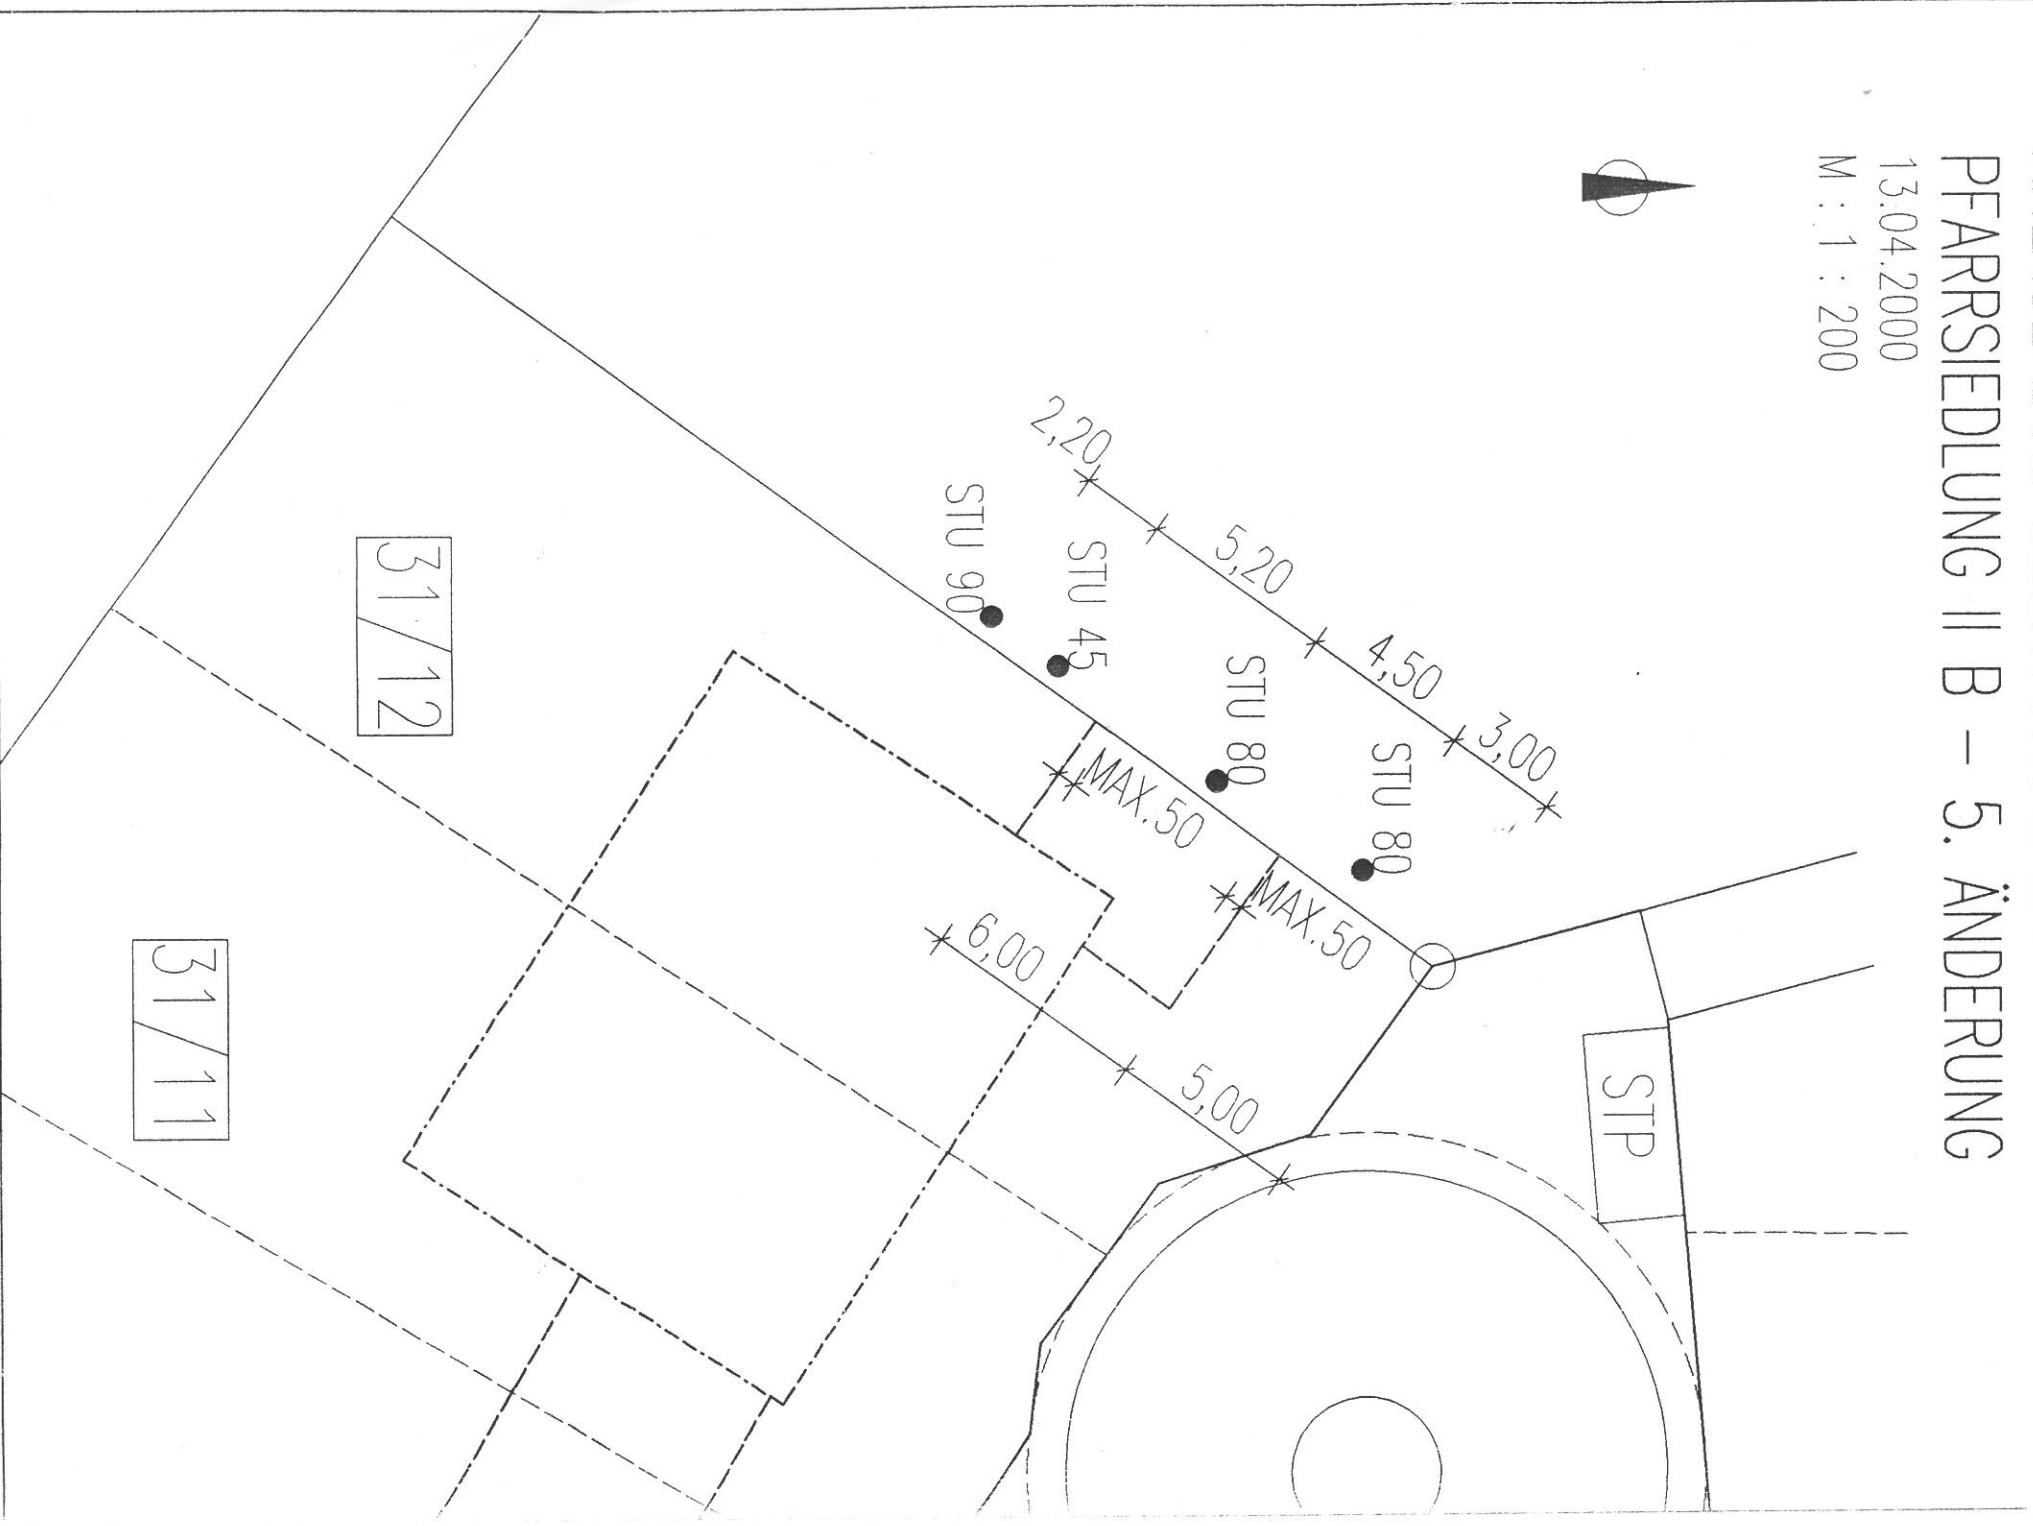 PFARRSIEDLUNG II B – 5. ÄNDERUNG
13.04.2000
M : 1 : 200
2,20
5,20
4,50
3,00
STU 90
STU 45
STU 80
STU 80
MAX.50
MAX.50
6,00
5,00
STP
31/12
31/11